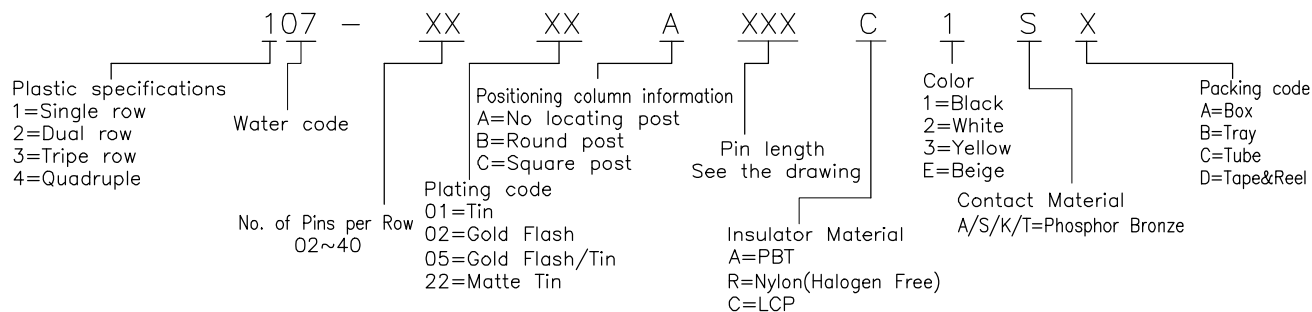 107- XX XX A XXX C 1 S X
Plastic specifications
1=Single row
2=Dual row
3=Tripe row
4=Quadruple
Water code
No. of Pins per Row
02~40
Positioning column information
A=No locating post
B=Round post
C=Square post
Plating code
01=Tin
02=Gold Flash
05=Gold Flash/Tin
22=Matte Tin
Pin length
See the drawing
Insulator Material
A=PBT
R=Nylon(Halogen Free)
C=LCP
Color
1=Black
2=White
3=Yellow
E=Beige
Contact Material
A/S/K/T=Phosphor Bronze
Packing code
A=Box
B=Tray
C=Tube
D=Tape&Reel